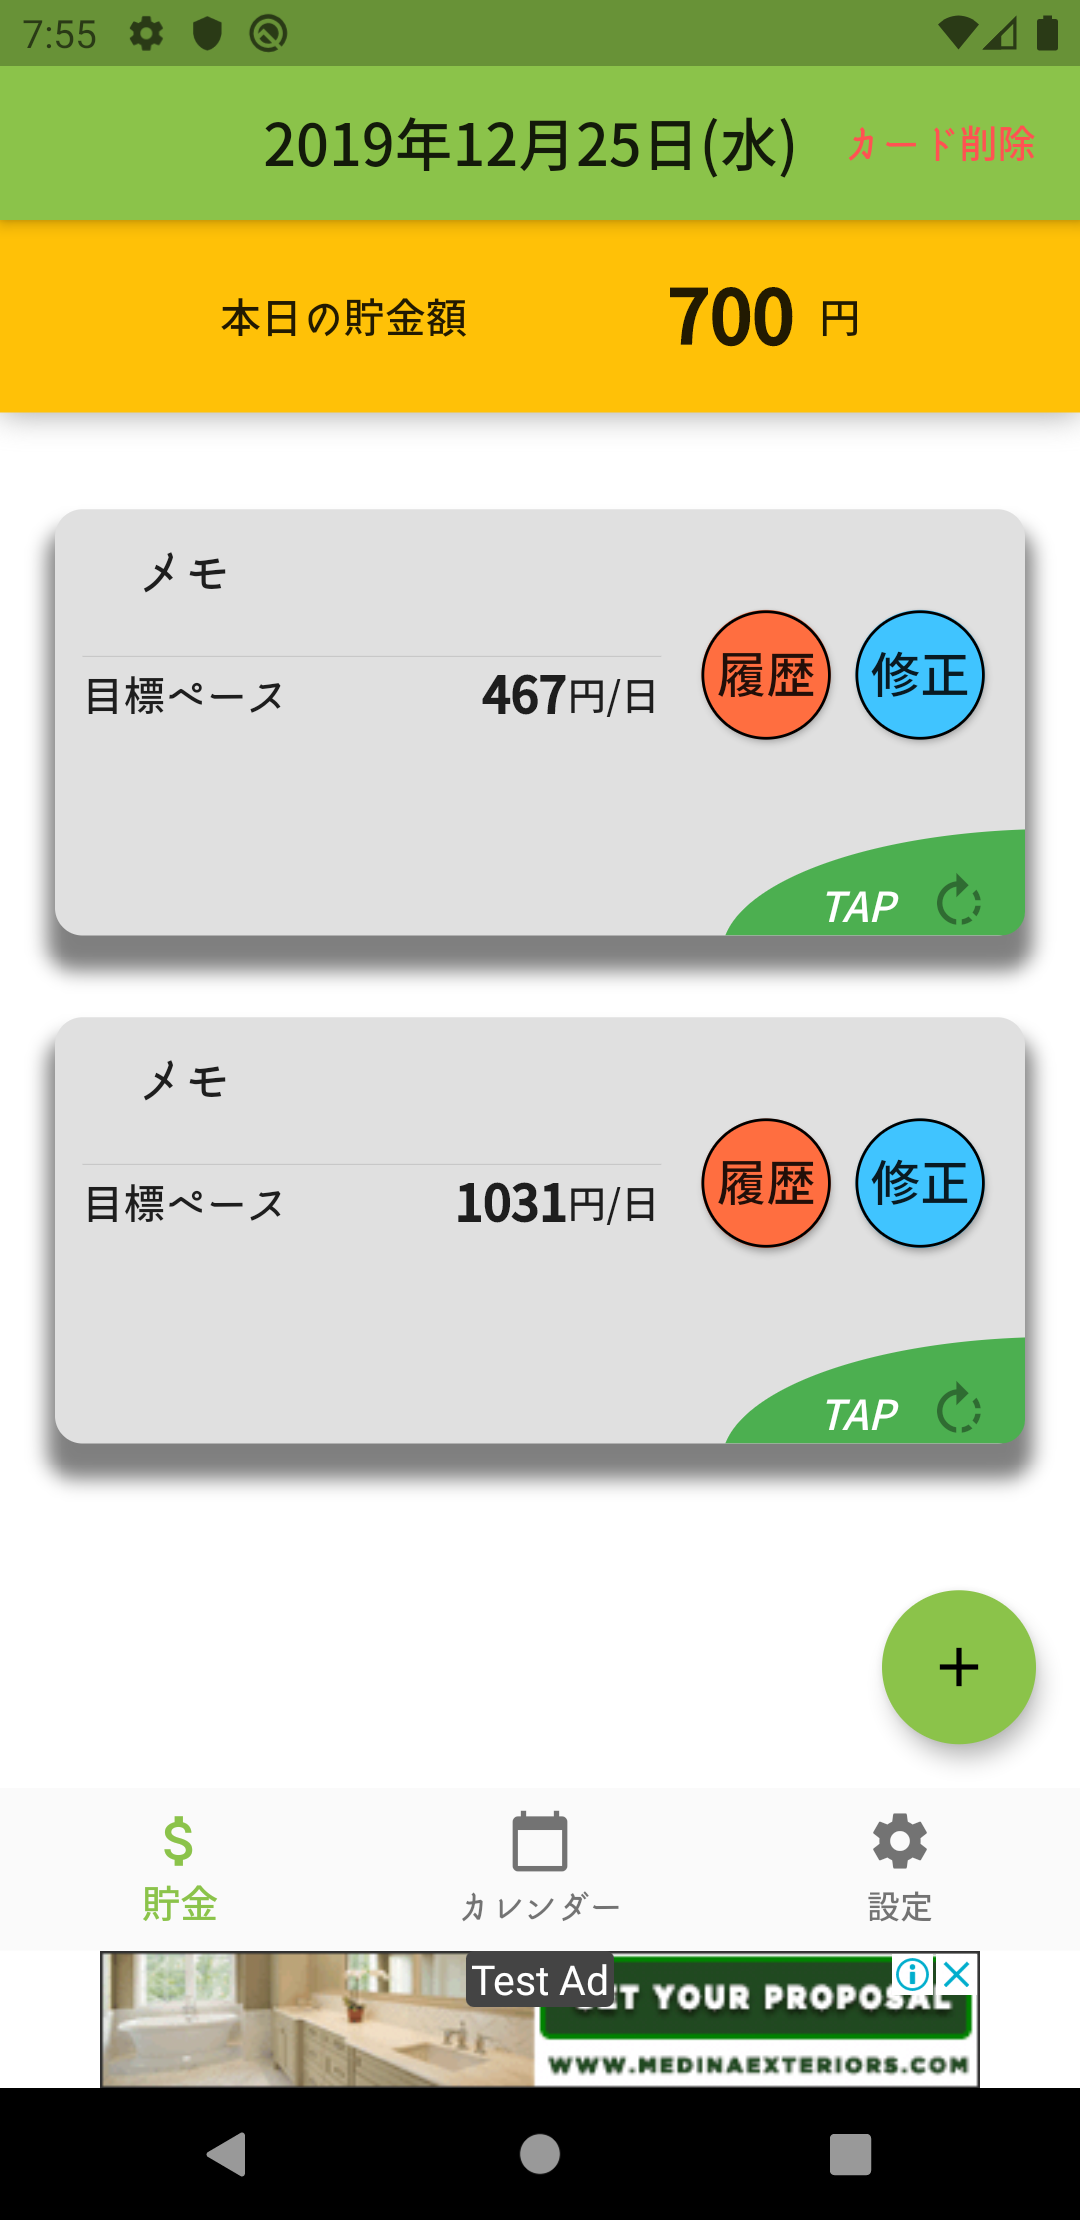 7:55
2019年12月25日(水)
カード削除
本日の貯金額
700 円
メモ
目標ペース
467円/日
履歴
修正
TAP
メモ
目標ペース
1031円/日
履歴
修正
TAP
貯金
カレンダー
設定
Test Ad
YOUR PROPOSAL
WWW.MEDINAEXTERIORS.COM